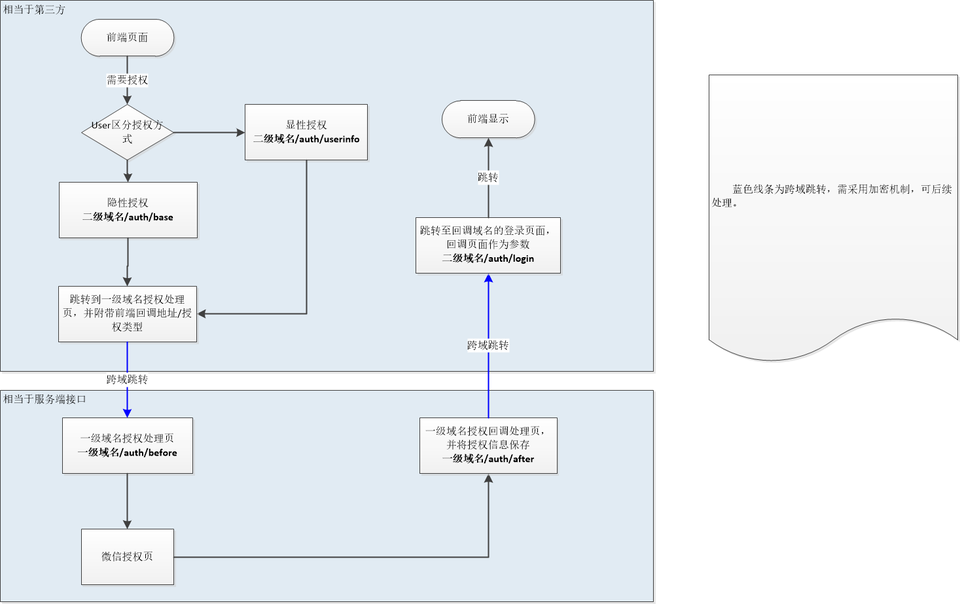 相当于第三方
前端页面
需要授权
User区分授权方
式
显性授权
二级域名/auth/userinfo
隐性授权
二级域名/auth/base
跳转到一级域名授权处理
页，并附带前端回调地址/授
权类型
跨域跳转
前端显示
跳转
跳转至回调域名的登录页面，
回调页面作为参数
二级域名/auth/login
跨域跳转
蓝色线条为跨域跳转，需采用加密机制，可后续
处理。
相当于服务端接口
一级域名授权处理页
一级域名/auth/before
微信授权页
一级域名授权回调处理页，
并将授权信息保存
一级域名/auth/after